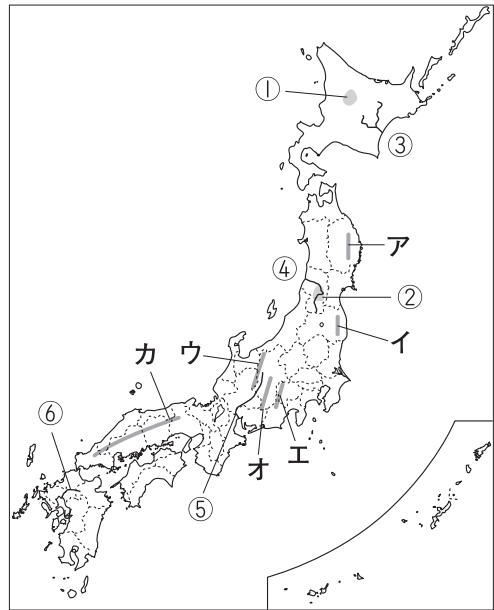 ①
③
ア
④
②
イ
カ
ウ
⑥
エ
オ
⑤